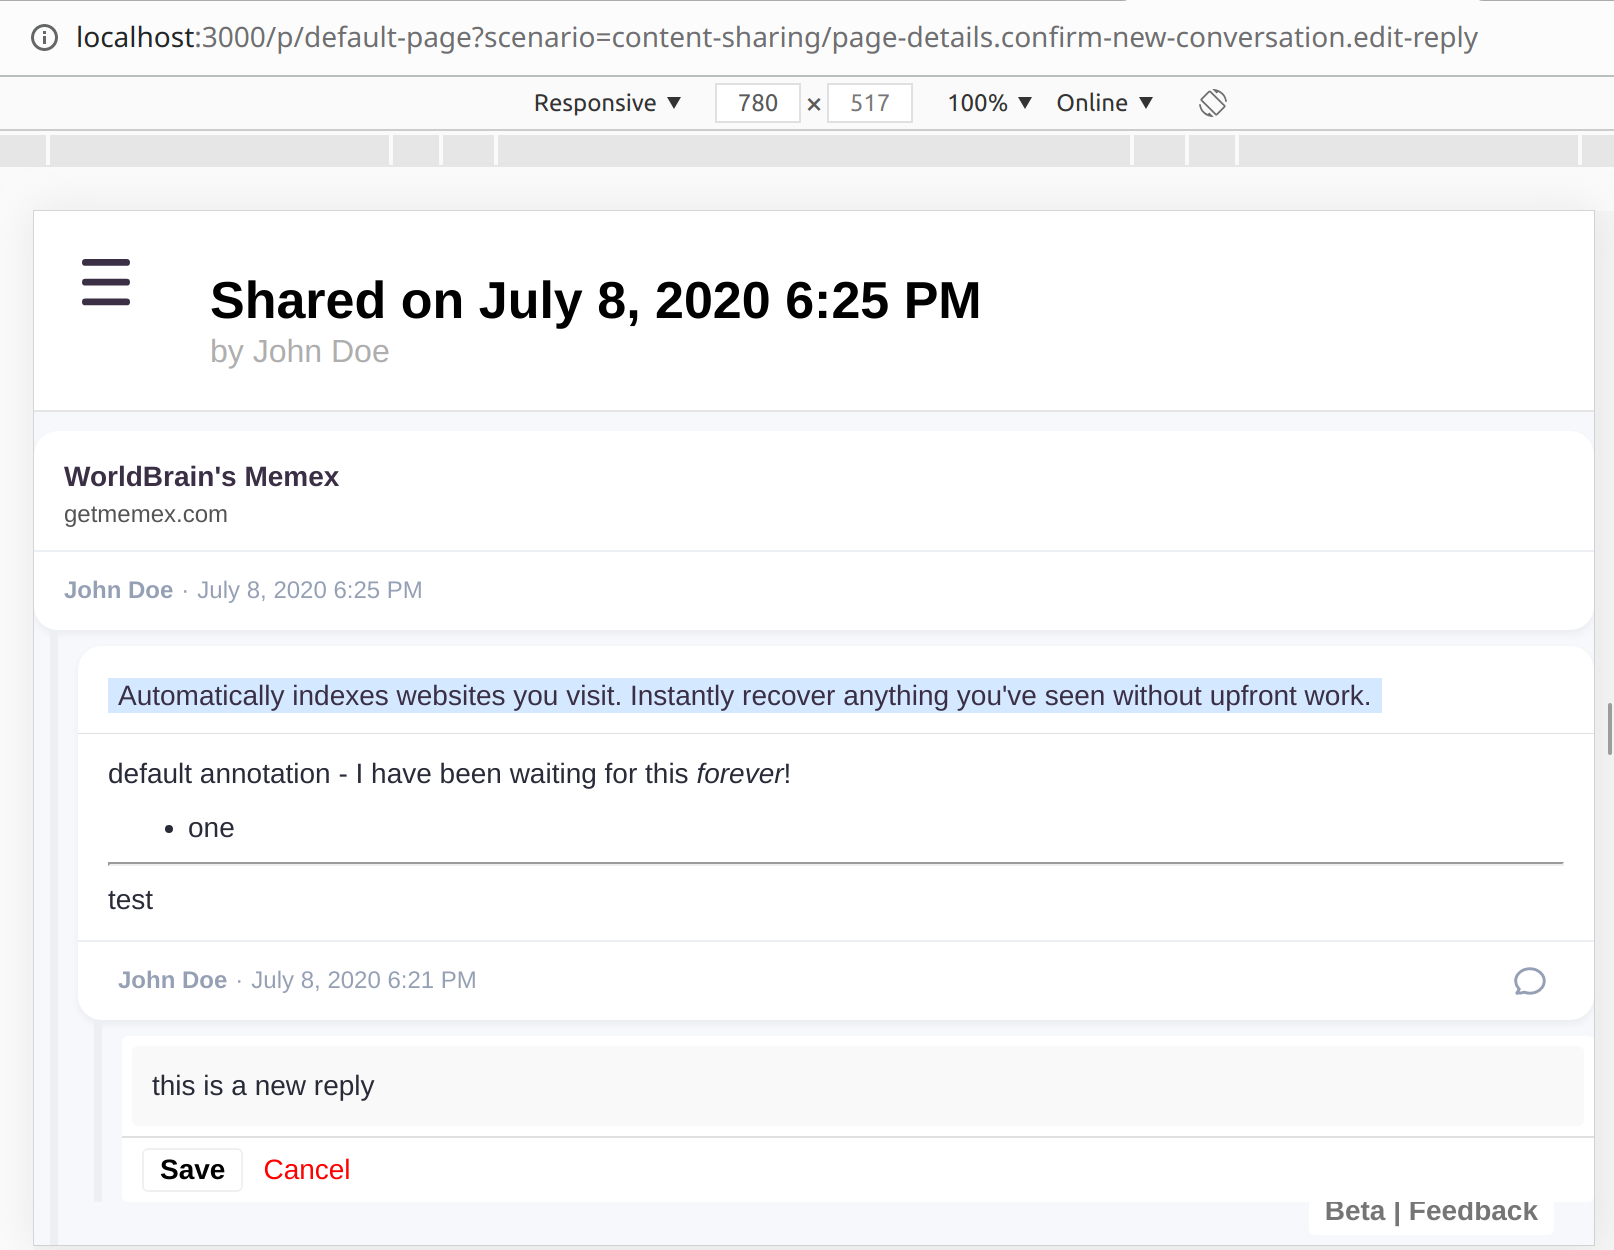 localhost:3000/p/default-page?scenario=content-sharing/page-details.confirm-new-conversation.edit-reply
Responsive ▼ 780 × 517 100% ▼ Online ▼
Shared on July 8, 2020 6:25 PM
by John Doe
WorldBrain's Memex
getmemex.com
John Doe · July 8, 2020 6:25 PM
Automatically indexes websites you visit. Instantly recover anything you've seen without upfront work.
default annotation - I have been waiting for this forever!
• one
test
John Doe · July 8, 2020 6:21 PM
this is a new reply
Save Cancel
Beta | Feedback